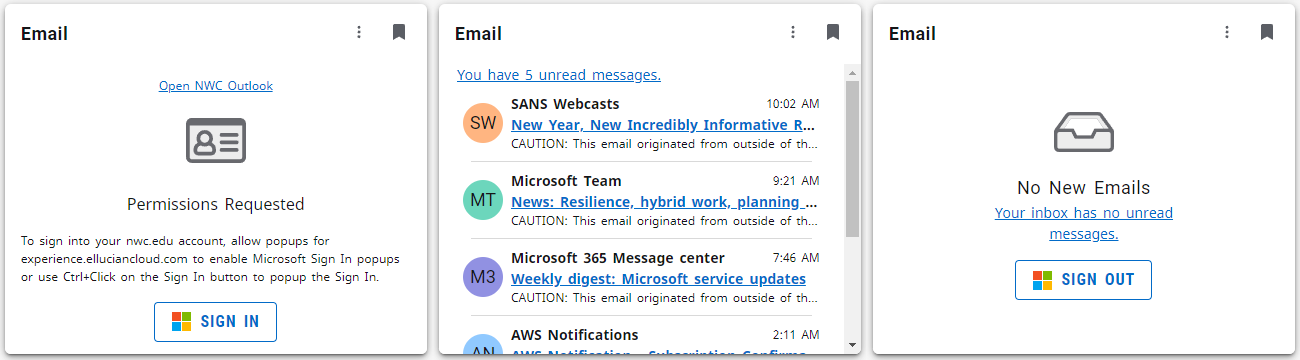 Email
Open NWC Outlook
Permissions Requested
To sign into your nwc.edu account, allow popups for
experience.elluciancloud.com to enable Microsoft Sign In popups
or use Ctrl+Click on the Sign In button to popup the Sign In.
SIGN IN
Email
You have 5 unread messages.
SW
SANS Webcasts 10:02 AM
New Year, New Incredibly Informative R...
CAUTION: This email originated from outside of th...
MT
Microsoft Team 9:21 AM
News: Resilience, hybrid work, planning ...
CAUTION: This email originated from outside of th...
M3
Microsoft 365 Message center 7:46 AM
Weekly digest: Microsoft service updates
CAUTION: This email originated from outside of th...
AN
AWS Notifications 2:11 AM
AWS Notification - Subscription Confirma...
Email
No New Emails
Your inbox has no unread
messages.
SIGN OUT